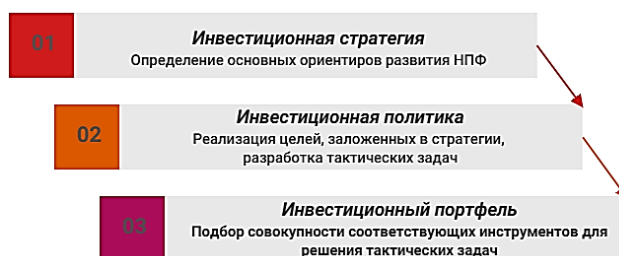 01
Инвестиционная стратегия
Определение основных ориентиров развития НПФ
02
Инвестиционная политика
Реализация целей, заложенных в стратегии,
разработка тактических задач
03
Инвестиционный портфель
Подбор совокупности соответствующих инструментов для
решения тактических задач